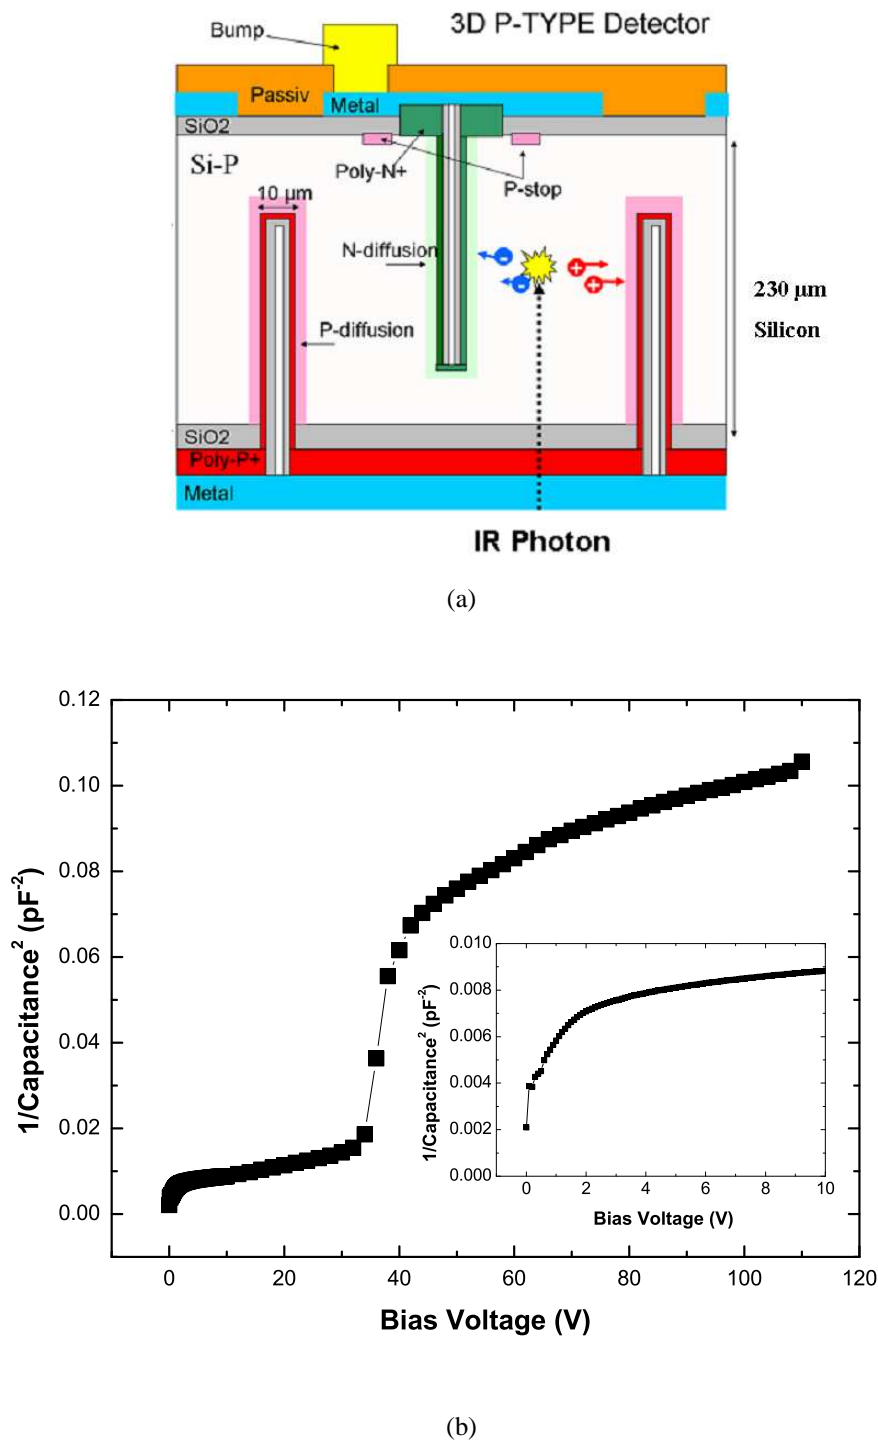 3D P-TYPE Detector
Bump
Passiv
Metal
SiO2
Si-P
Poly-N+
P-stop
10 μm
N-diffusion
230 μm
Silicon
P-diffusion
SiO2
Poly-P+
Metal
IR Photon
(a)
0.12
0.10
0.08
0.06
0.04
0.02
0.00
1/Capacitance² (pF⁻²)
0 20 40 60 80 100 120
Bias Voltage (V)
0.010
0.008
0.006
0.004
0.002
0.000
1/Capacitance² (pF⁻²)
0 2 4 6 8 10
Bias Voltage (V)
(b)